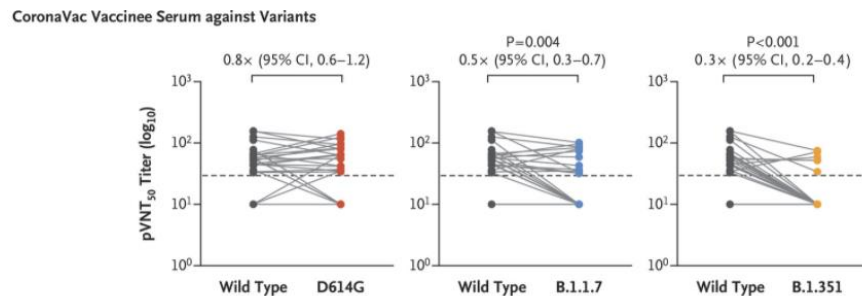 CoronaVac Vaccinee Serum against Variants
0.8× (95% CI, 0.6–1.2)
P=0.004
0.5× (95% CI, 0.3–0.7)
P<0.001
0.3× (95% CI, 0.2–0.4)
pVNT₅₀ Titer (log₁₀)
10³
10²
10¹
10⁰
Wild Type D614G
10³
10²
10¹
10⁰
Wild Type B.1.1.7
10³
10²
10¹
10⁰
Wild Type B.1.351